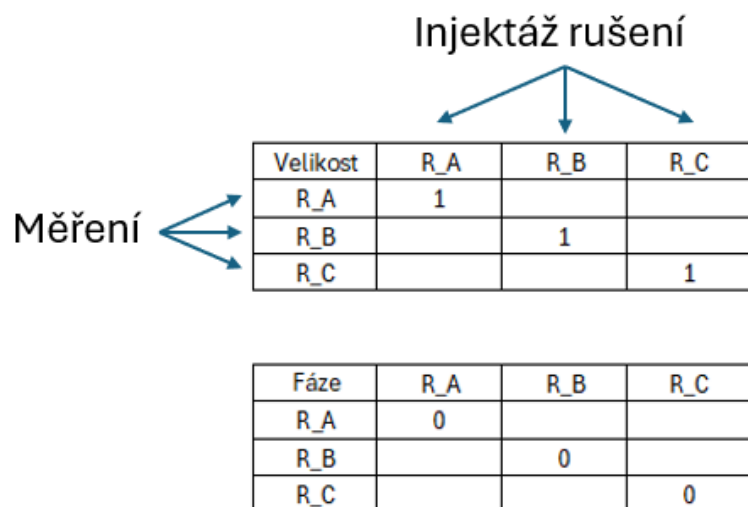 Injektáž rušení
Velikost R_A R_B R_C
R_A 1
Měření
R_B 1
R_C 1
Fáze R_A R_B R_C
R_A 0
R_B 0
R_C 0